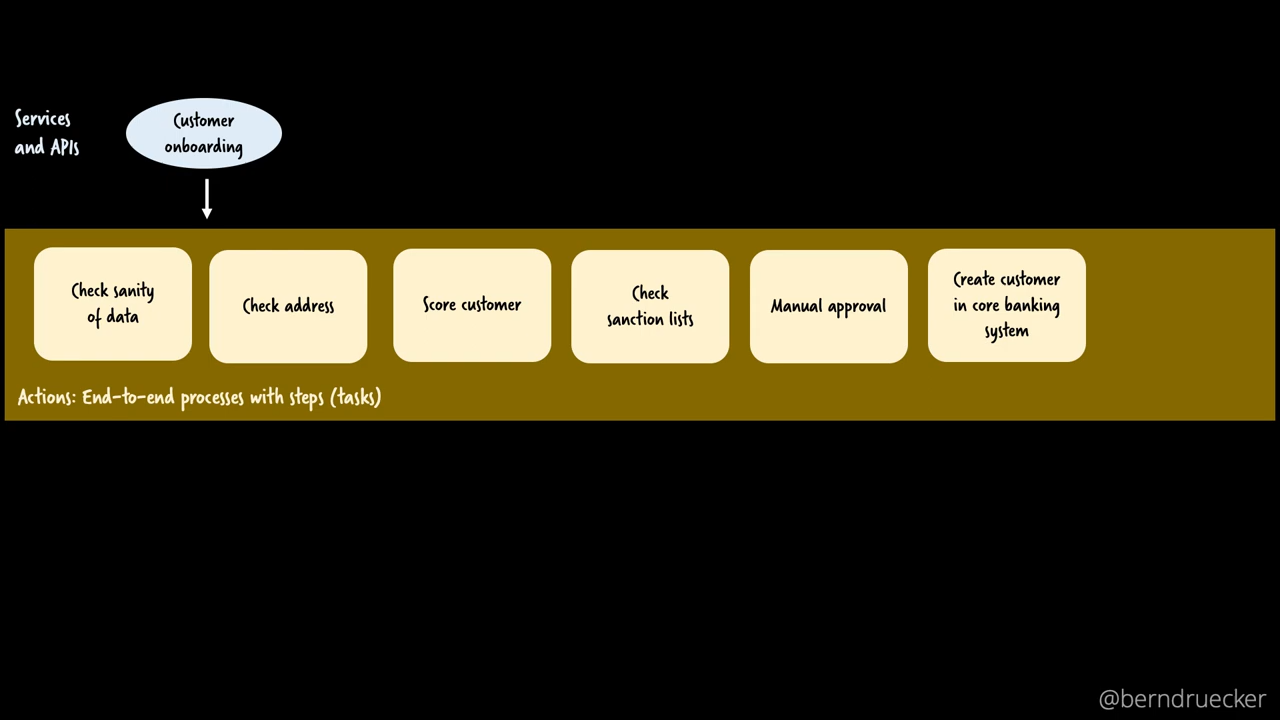 Services
and APIs
Customer
onboarding
Check sanity
of data
Check address
Score customer
Check
sanction lists
Manual approval
Create customer
in core banking
system
Actions: End-to-end processes with steps (tasks)
@berndruecker